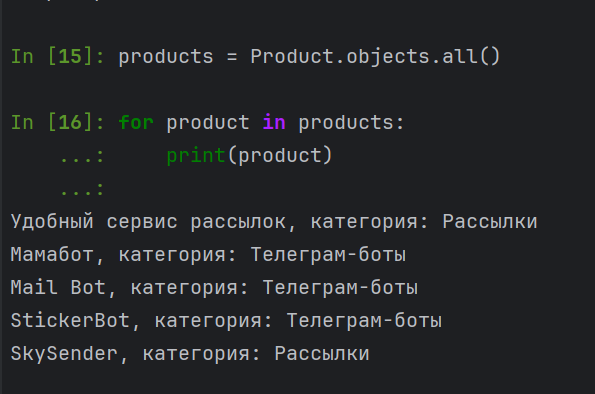 In [15]: products = Product.objects.all()
In [16]: for product in products:
    ...:     print(product)
    ...:
Удобный сервис рассылок, категория: Рассылки
Мамабот, категория: Телеграм-боты
Mail Bot, категория: Телеграм-боты
StickerBot, категория: Телеграм-боты
SkySender, категория: Рассылки